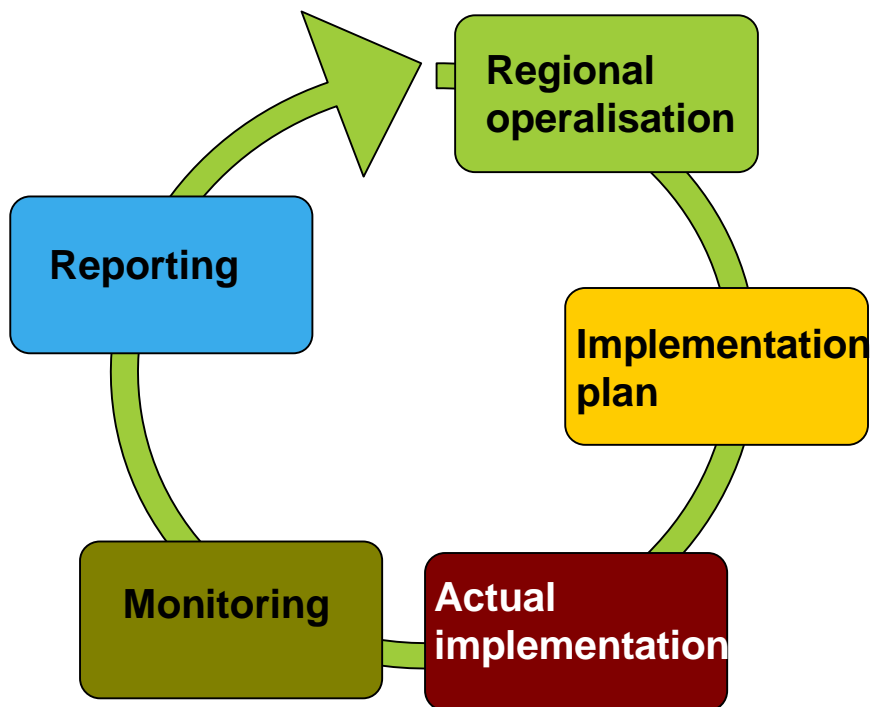 Regional
operalisation
Implementation
plan
Actual
implementation
Monitoring
Reporting